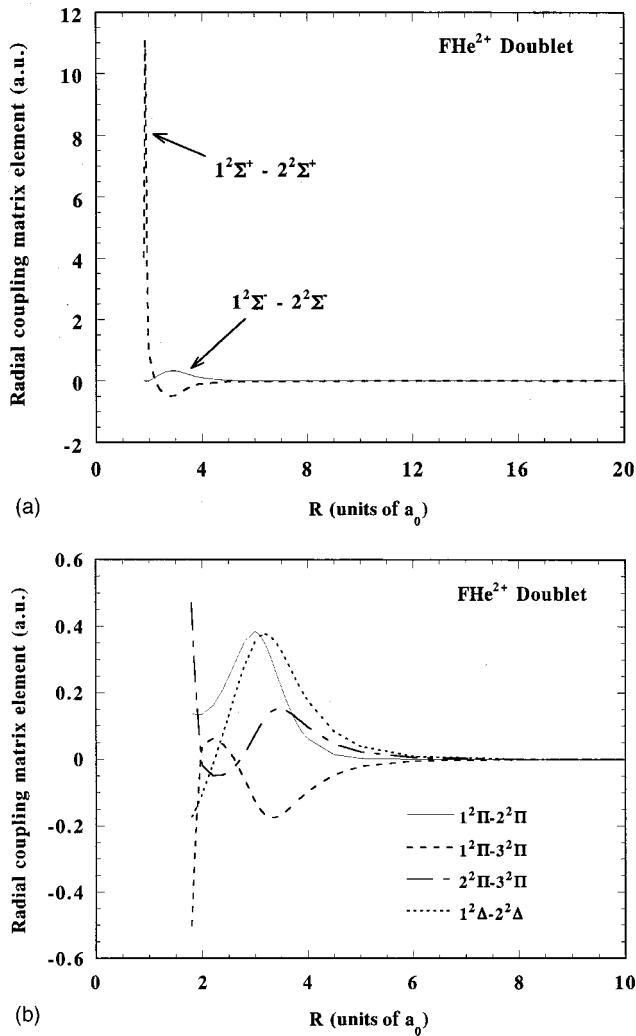 FHe²⁺ Doublet
12
10
8
6
4
2
0
-2
Radial coupling matrix element (a.u.)
1²Σ⁺ - 2²Σ⁺
1²Σ⁻ - 2²Σ⁻
0
4
8
12
16
20
R (units of a₀)
(a)
FHe²⁺ Doublet
0.6
0.4
0.2
0
-0.2
-0.4
-0.6
Radial coupling matrix element (a.u.)
1²Π-2²Π
1²Π-3²Π
2²Π-3²Π
1²Δ-2²Δ
0
2
4
6
8
10
R (units of a₀)
(b)